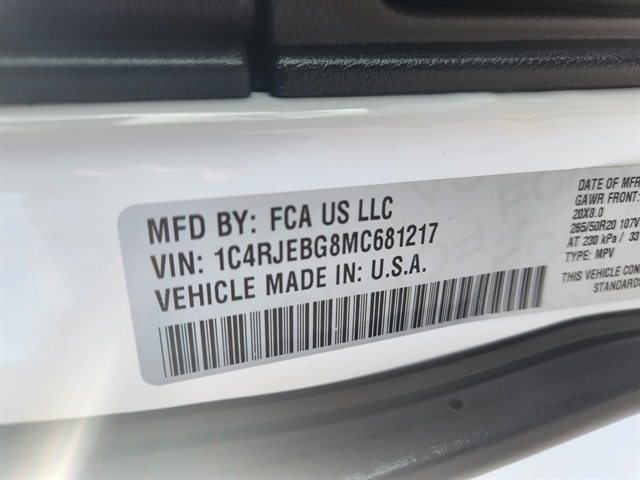 MFD BY: FCA US LLC
VIN: 1C4RJEBG8MC681217
VEHICLE MADE IN: U.S.A.
DATE OF MFR
GAWR FRONT:
20X8.0
265/50R20 107V
AT 230 kPa / 33
TYPE: MPV
THIS VEHICLE CON
STANDARDS